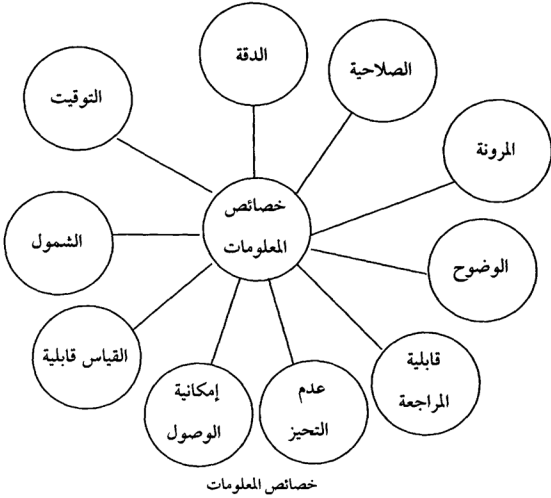 الدقة
الصلاحية
التوقيت
المرونة
خصائص
المعلومات
الشمول
الوضوح
القياس قابلية
قابلية
المراجعة
إمكانية
الوصول
عدم
التحيز
خصائص المعلومات